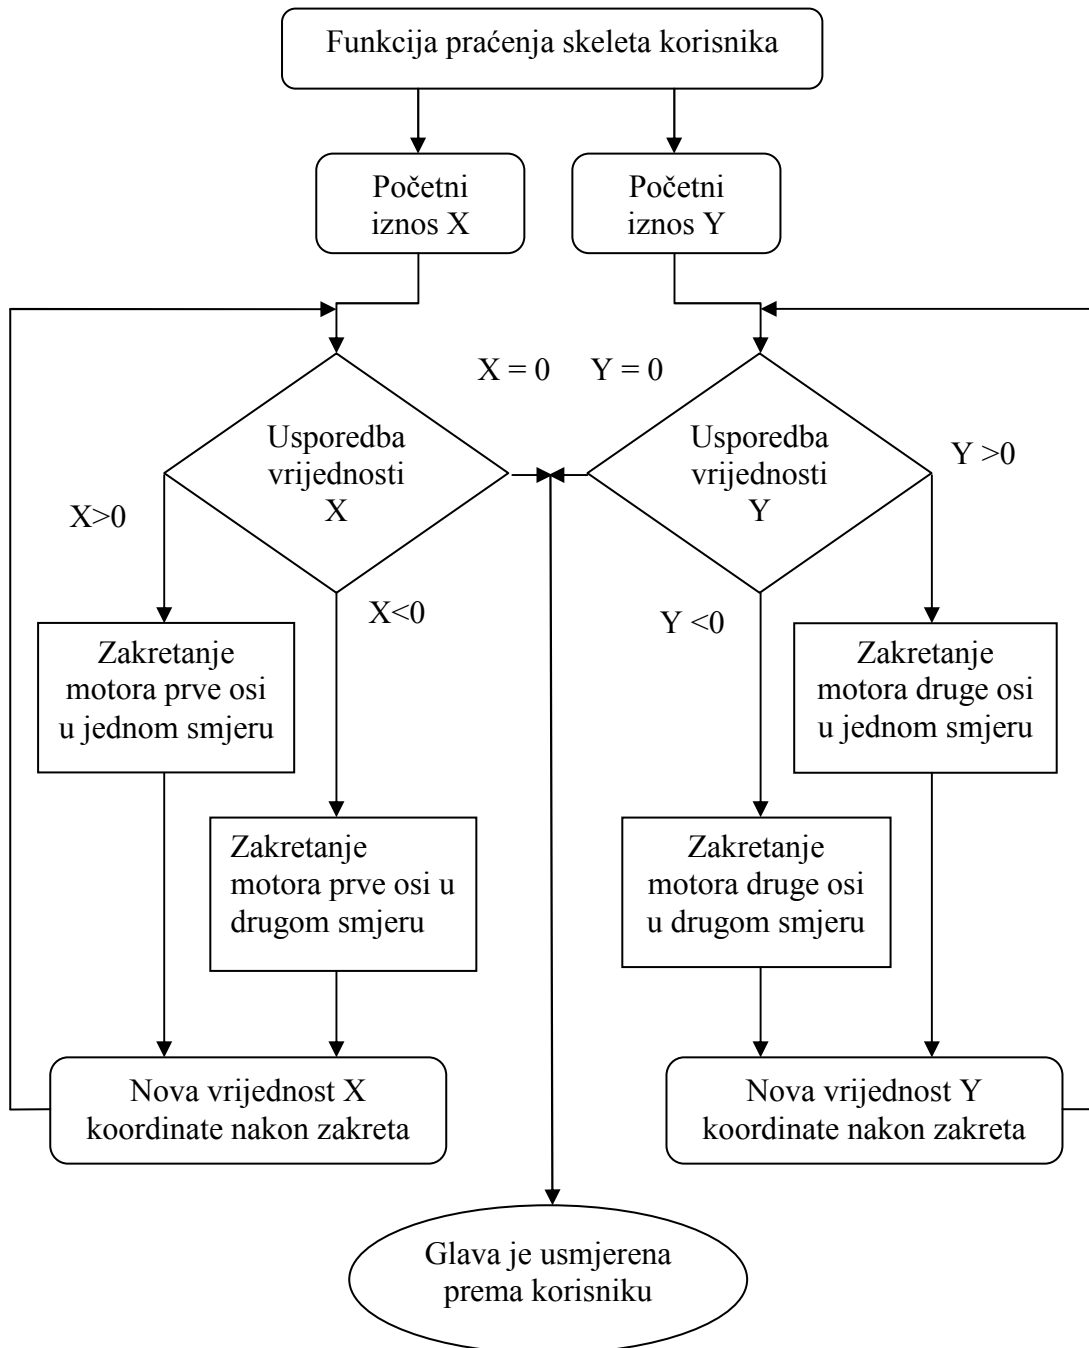 Funkcija praćenja skeleta korisnika
Početni
iznos X
Početni
iznos Y
X = 0
Y = 0
Usporedba
vrijednosti
X
Usporedba
vrijednosti
Y
Y >0
X>0
X<0
Y <0
Zakretanje
motora prve osi
u jednom smjeru
Zakretanje
motora druge osi
u jednom smjeru
Zakretanje
motora prve osi u
drugom smjeru
Zakretanje
motora druge osi
u drugom smjeru
Nova vrijednost X
koordinate nakon zakreta
Nova vrijednost Y
koordinate nakon zakreta
Glava je usmjerena
prema korisniku